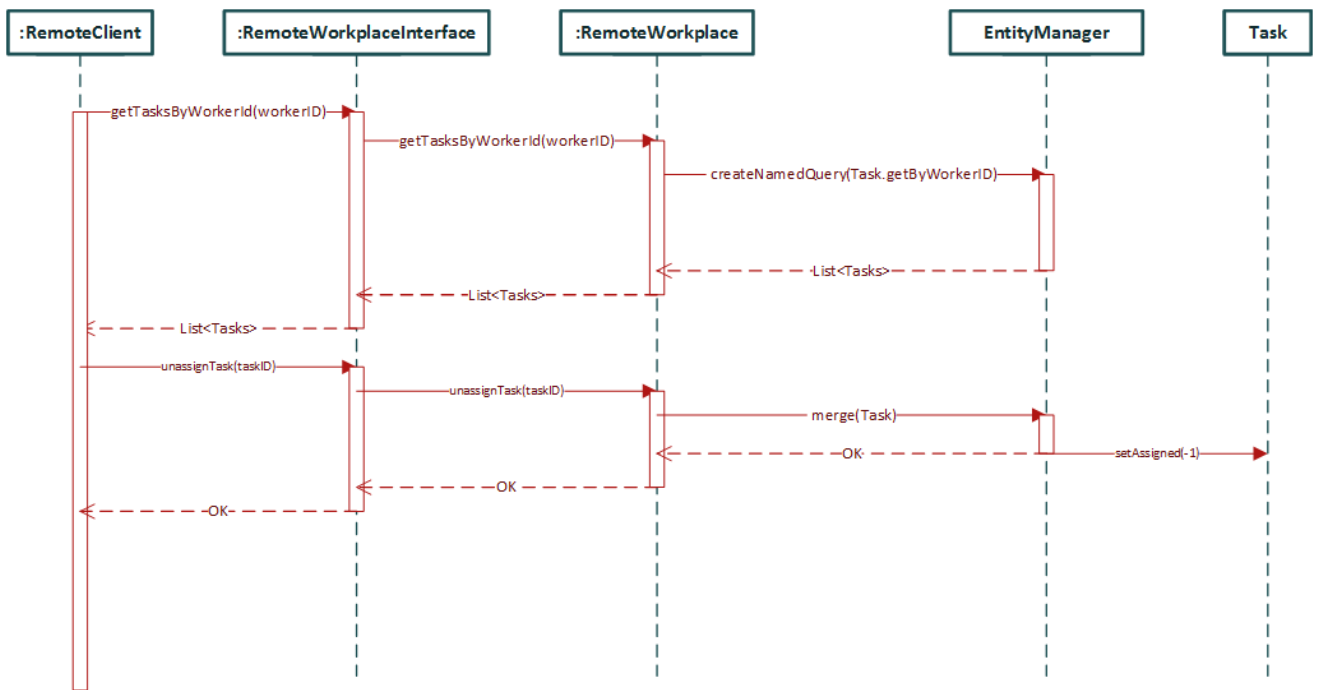 :RemoteClient
:RemoteWorkplaceInterface
:RemoteWorkplace
EntityManager
Task
getTasksByWorkerId(workerID)
getTasksByWorkerId(workerID)
createNamedQuery(Task.getByWorkerID)
List<Tasks>
List<Tasks>
List<Tasks>
unassignTask(taskID)
unassignTask(taskID)
merge(Task)
OK
setAssigned(-1)
OK
OK